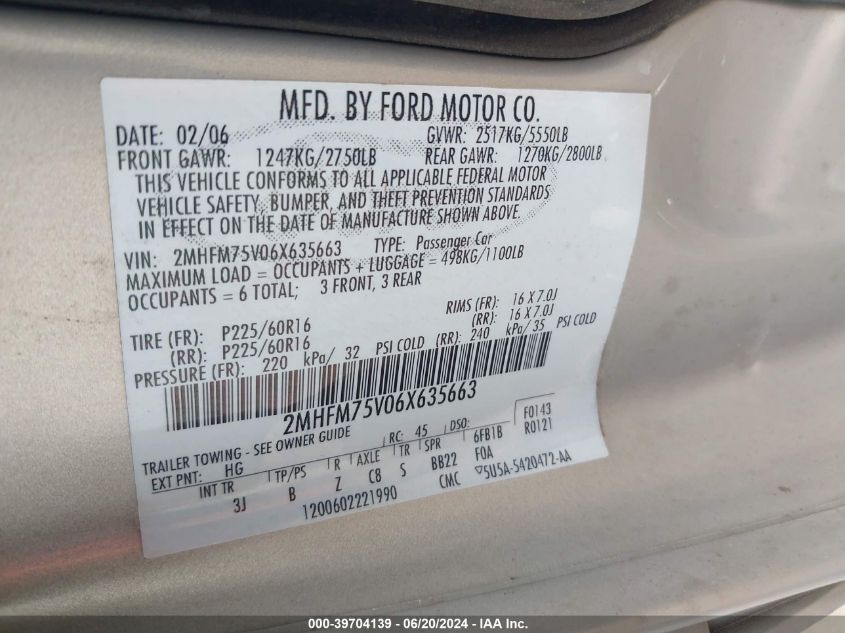 MFD. BY FORD MOTOR CO.
DATE: 02/06 GVWR: 2517KG/5550LB
FRONT GAWR: 1247KG/2750LB REAR GAWR: 1270KG/2800LB
THIS VEHICLE CONFORMS TO ALL APPLICABLE FEDERAL MOTOR
VEHICLE SAFETY, BUMPER, AND THEFT PREVENTION STANDARDS
IN EFFECT ON THE DATE OF MANUFACTURE SHOWN ABOVE.
VIN: 2MHFM75V06X635663 TYPE: Passenger Car
MAXIMUM LOAD = OCCUPANTS + LUGGAGE = 498KG/1100LB
OCCUPANTS = 6 TOTAL; 3 FRONT, 3 REAR
TIRE (FR): P225/60R16 RIMS (FR): 16 X 7.0J
(RR): P225/60R16 (RR): 16 X 7.0J
PRESSURE (FR): 220 kPa/ 32 PSI COLD (RR): 240 kPa/ 35 PSI COLD
2MHFM75V06X635663
TRAILER TOWING - SEE OWNER GUIDE RC: 45 DSO: F0143
EXT PNT: HG 6FB1B R0121
INT TR TP/PS R AXLE TR SPR F0A
3J B Z C8 S BB22
1200602221990 CMC 5U5A-5420472-AA
000-39704139 - 06/20/2024 - IAA Inc.